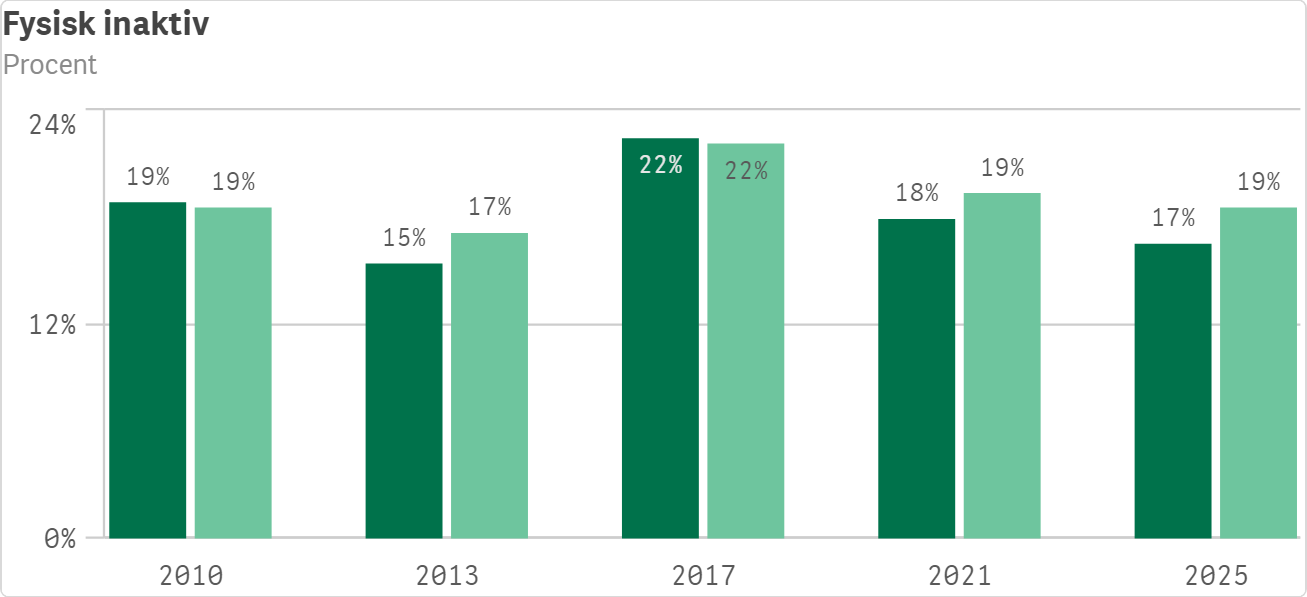 Fysisk inaktiv
Procent
24%
12%
0%
19% 19%
15% 17%
22% 22%
18% 19%
17% 19%
2010 2013 2017 2021 2025